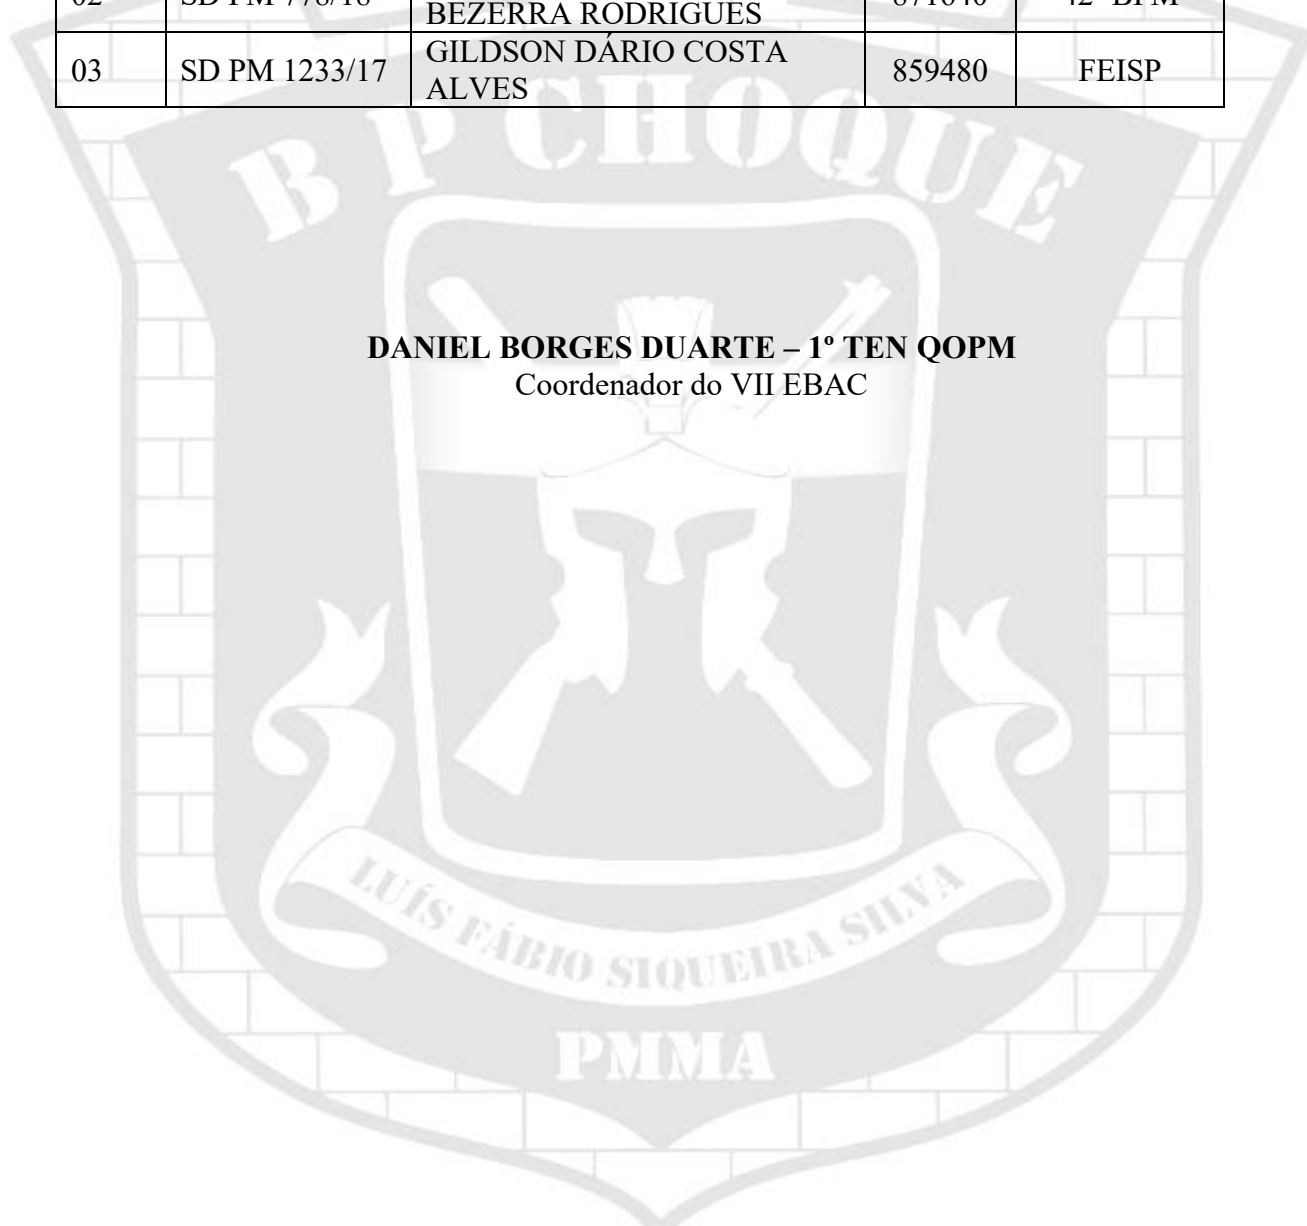 BEZERRA RODRIGUES
03 SD PM 1233/17 GILDSON DÁRIO COSTA ALVES 859480 FEISP
B P CHOQUE
DANIEL BORGES DUARTE – 1º TEN QOPM
Coordenador do VII EBAC
LUÍS FÁBIO SIQUEIRA SILVA
PMMA